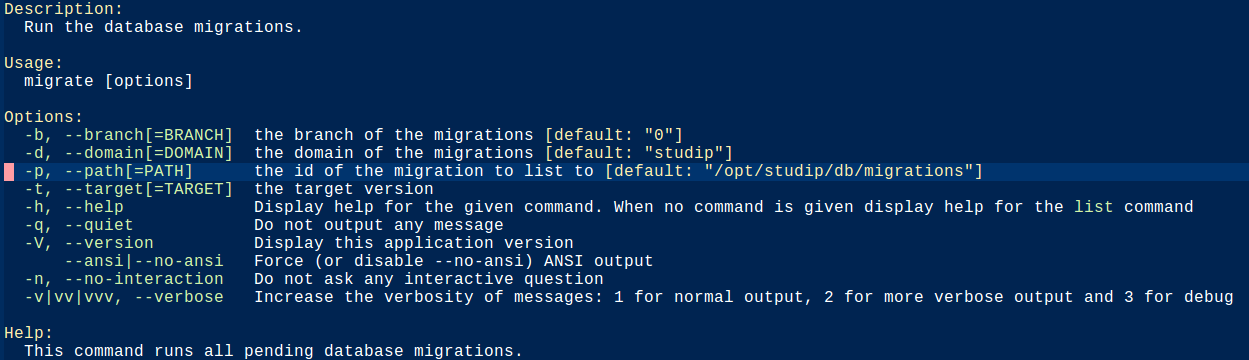 Description:
  Run the database migrations.

Usage:
  migrate [options]

Options:
  -b, --branch[=BRANCH]  the branch of the migrations [default: "0"]
  -d, --domain[=DOMAIN]  the domain of the migrations [default: "studip"]
  -p, --path[=PATH]      the id of the migration to list to [default: "/opt/studip/db/migrations"]
  -t, --target[=TARGET]  the target version
  -h, --help             Display help for the given command. When no command is given display help for the list command
  -q, --quiet            Do not output any message
  -V, --version          Display this application version
      --ansi|--no-ansi   Force (or disable --no-ansi) ANSI output
  -n, --no-interaction   Do not ask any interactive question
  -v|vv|vvv, --verbose   Increase the verbosity of messages: 1 for normal output, 2 for more verbose output and 3 for debug

Help:
  This command runs all pending database migrations.